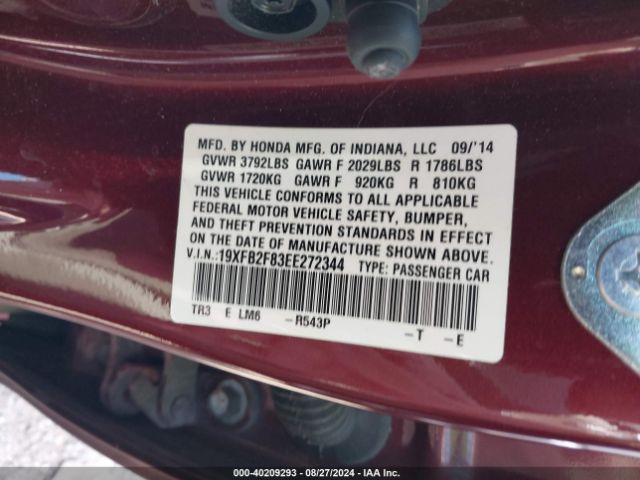 MFD. BY HONDA MFG. OF INDIANA, LLC 09/'14
GVWR 3792LBS GAWR F 2029LBS R 1786LBS
GVWR 1720KG GAWR F 920KG R 810KG
THIS VEHICLE CONFORMS TO ALL APPLICABLE
FEDERAL MOTOR VEHICLE SAFETY, BUMPER,
AND THEFT PREVENTION STANDARDS IN EFFECT
ON THE DATE OF MANUFACTURE SHOWN ABOVE.
V.I.N.:19XFB2F83EE272344 TYPE: PASSENGER CAR
TR3 E LM6 -R543P -T -E
000-40209293 - 08/27/2024 - IAA Inc.